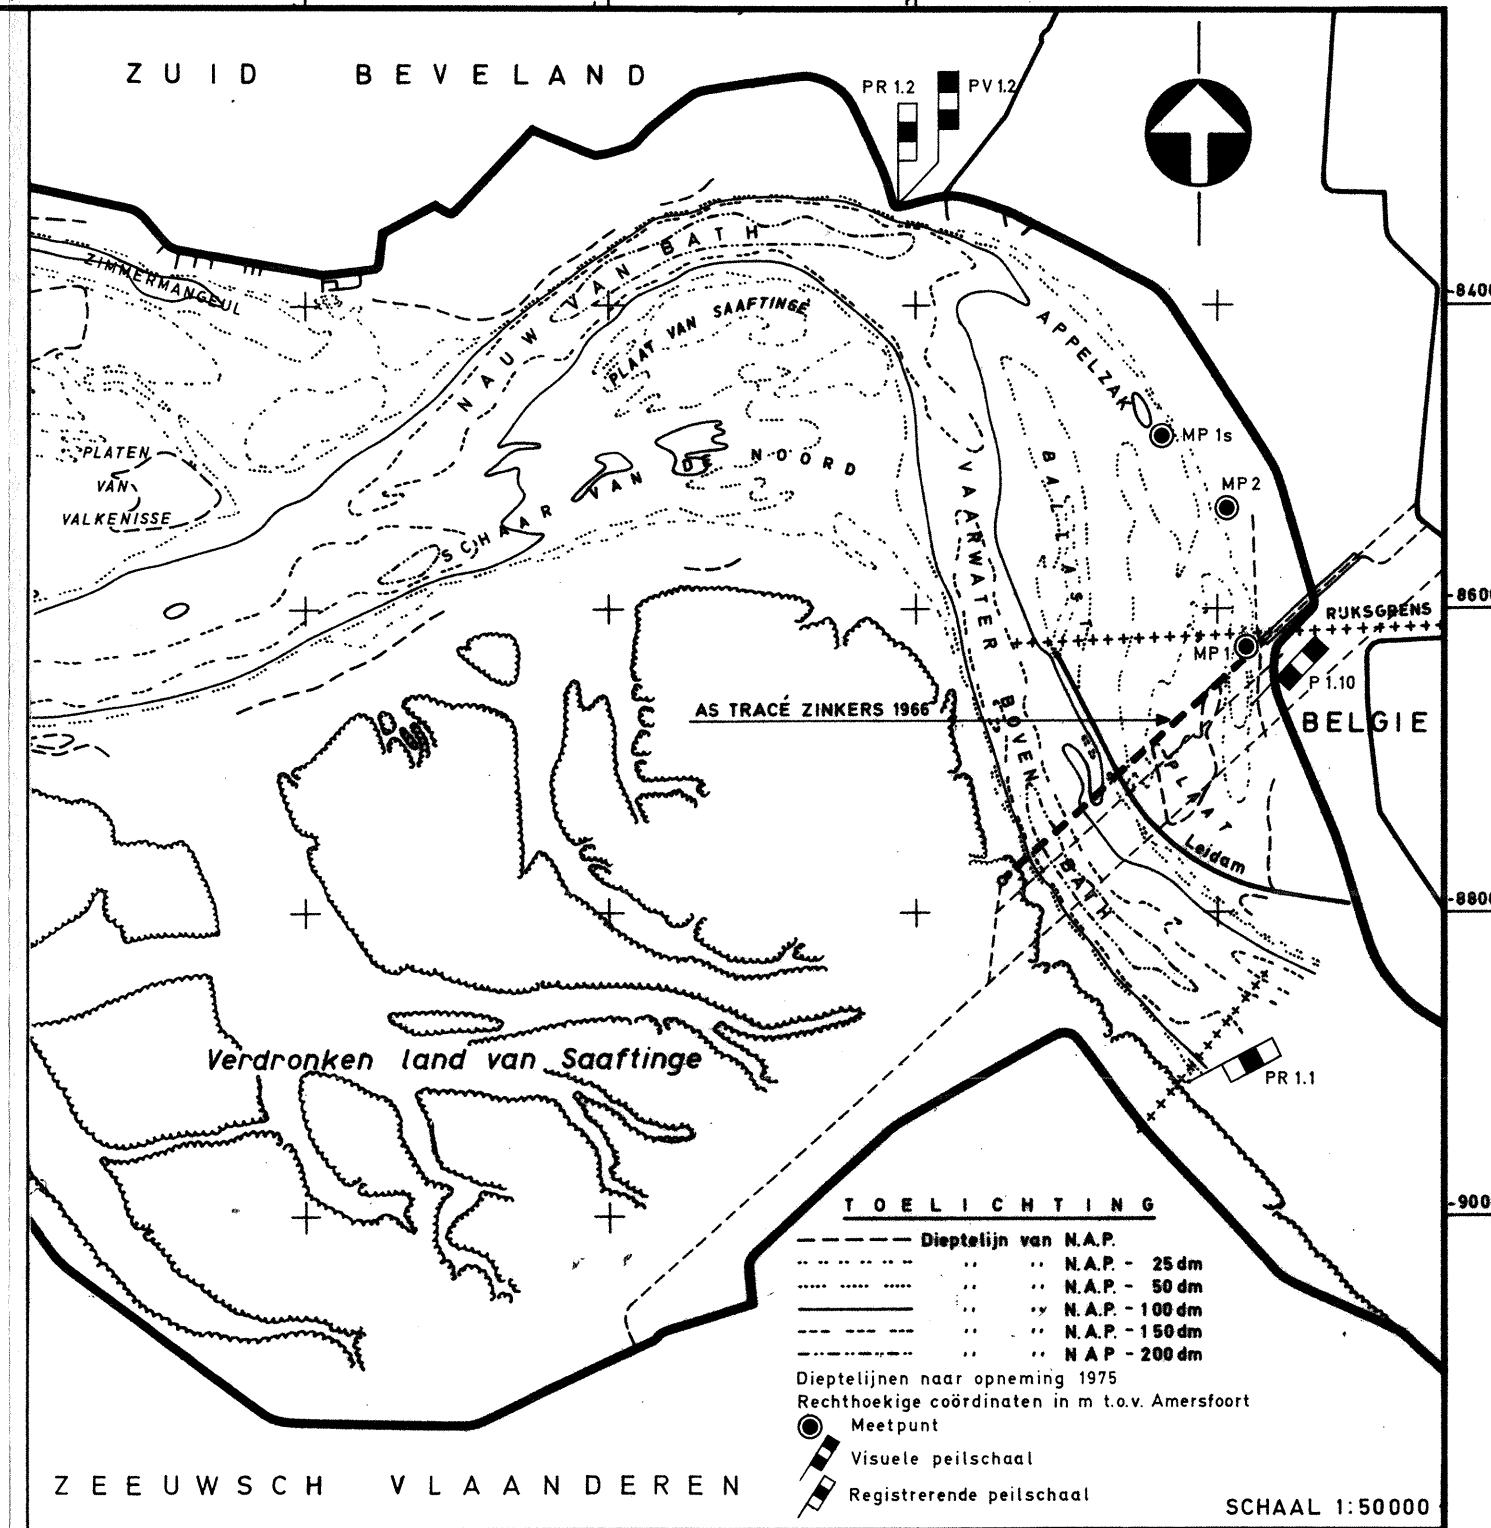 ZUID BEVELAND
PR 1.2
PV 1.2
ZIMMERMANGEUL
NAUW VAN BATH
PLAAT VAN SAAFTINGE
APPELZAK
-8400
PLATEN
VAN
VALKENISSE
SCHAAR VAN DE NOORD
VAARWATER BOVEN BATH
BALLAST
PLAAT
MP 1s
MP 2
-8600
RIJKSGRENS
MP 1
P 1.10
AS TRACÉ ZINKERS 1966
BELGIE
Leidam
-8800
Verdronken land van Saaftinge
PR 1.1
TOELICHTING
-900
Dieptelijn van N.A.P.
'' '' N.A.P. - 25 dm
'' '' N.A.P. - 50 dm
'' '' N.A.P. - 100 dm
'' '' N.A.P. - 150 dm
'' '' N A P - 200 dm
Dieptelijnen naar opneming 1975
Rechthoekige coördinaten in m t.o.v. Amersfoort
Meetpunt
Visuele peilschaal
Registrerende peilschaal
ZEEUWSCH VLAANDEREN
SCHAAL 1:50000